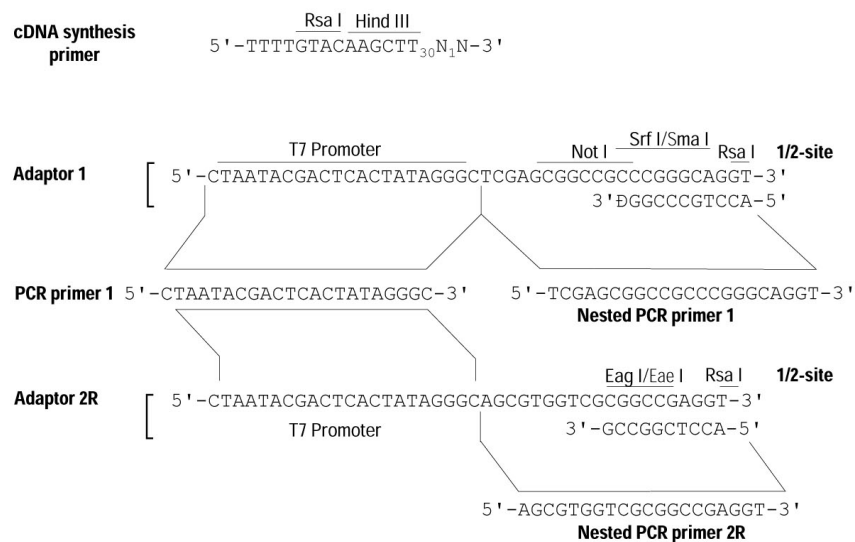 Rsa I Hind III
cDNA synthesis primer 5'-TTTTGTACAAGCTT30N1N-3'
Srf I/Sma I
T7 Promoter Not I Rsa I 1/2-site
Adaptor 1 5'-CTAATACGACTCACTATAGGGCTCGAGCGGCCGCCCGGGCAGGT-3'
3'ĐGGCCCGTCCA-5'
PCR primer 1 5'-CTAATACGACTCACTATAGGGC-3' 5'-TCGAGCGGCCGCCCGGGCAGGT-3'
Nested PCR primer 1
Eag I/Eae I Rsa I 1/2-site
Adaptor 2R 5'-CTAATACGACTCACTATAGGGCAGCGTGGTCGCGGCCGAGGT-3'
T7 Promoter 3'-GCCGGCTCCA-5'
5'-AGCGTGGTCGCGGCCGAGGT-3'
Nested PCR primer 2R